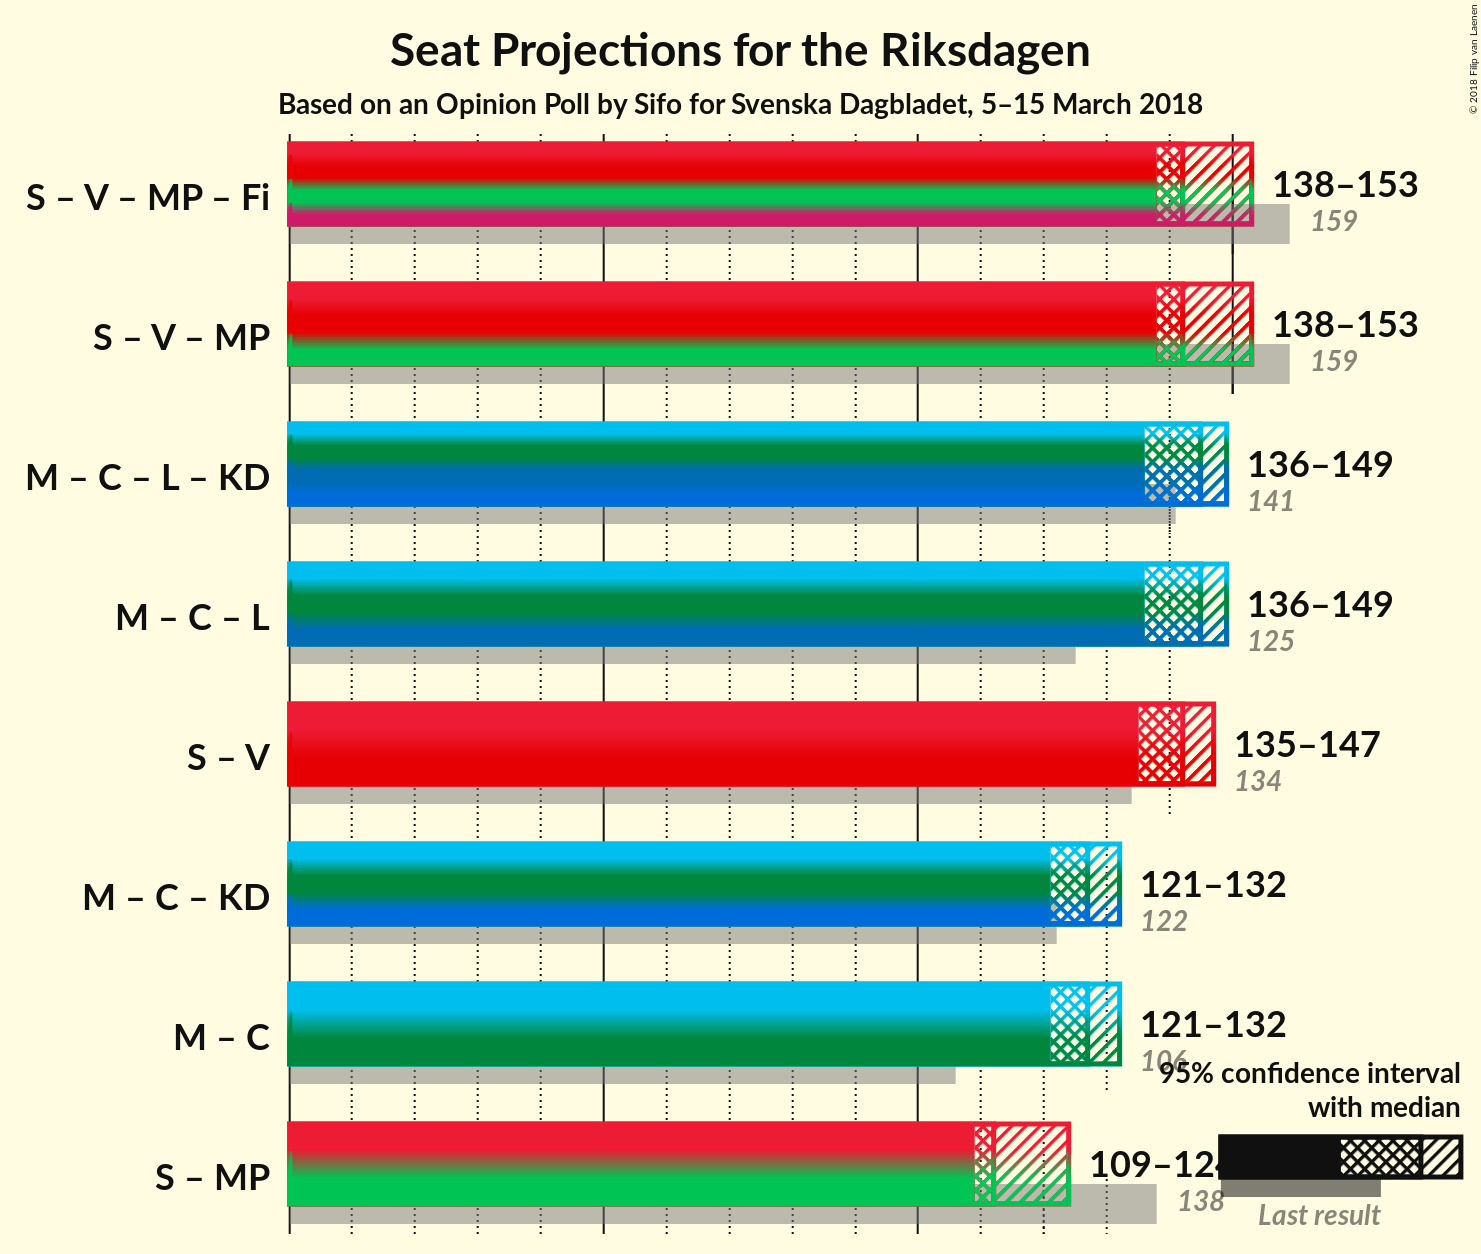 Seat Projections for the Riksdagen
Based on an Opinion Poll by Sifo for Svenska Dagbladet, 5–15 March 2018
© 2018 Filip van Laenen
S – V – MP – Fi
138–153
159
S – V – MP
138–153
159
M – C – L – KD
136–149
141
M – C – L
136–149
125
S – V
135–147
134
M – C – KD
121–132
122
M – C
121–132
106
95% confidence interval
with median
S – MP
109–124
138
Last result